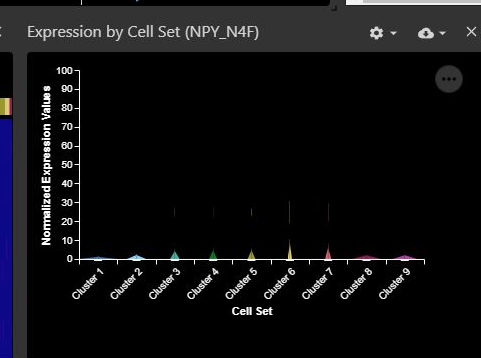 Expression by Cell Set (NPY_N4F)
100
90
80
70
60
50
40
30
20
10
0
Normalized Expression Values
Cluster 1
Cluster 2
Cluster 3
Cluster 4
Cluster 5
Cluster 6
Cluster 7
Cluster 8
Cluster 9
Cell Set